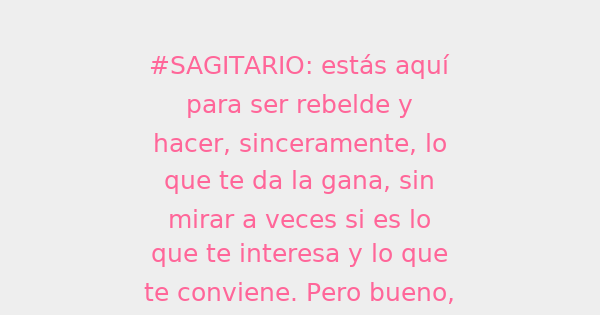 #SAGITARIO: estás aquí
para ser rebelde y
hacer, sinceramente, lo
que te da la gana, sin
mirar a veces si es lo
que te interesa y lo que
te conviene. Pero bueno,